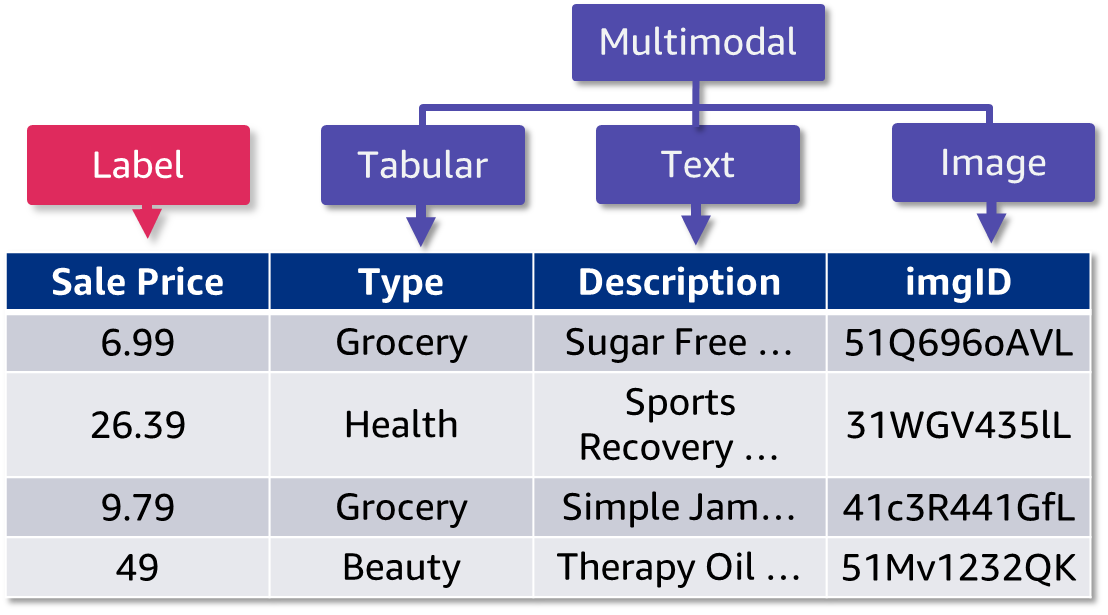 Multimodal
Label Tabular Text Image
Sale Price Type Description imgID
6.99 Grocery Sugar Free ... 51Q696oAVL
26.39 Health Sports Recovery ... 31WGV435lL
9.79 Grocery Simple Jam... 41c3R441GfL
49 Beauty Therapy Oil ... 51Mv1232QK